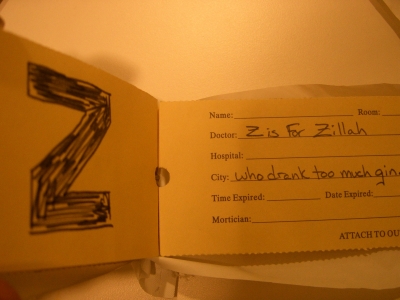 Z
Name: Room:
Doctor: Z is for Zillah
Hospital:
City: who drank too much gin.
Time Expired: Date Expired:
Mortician:
ATTACH TO OU